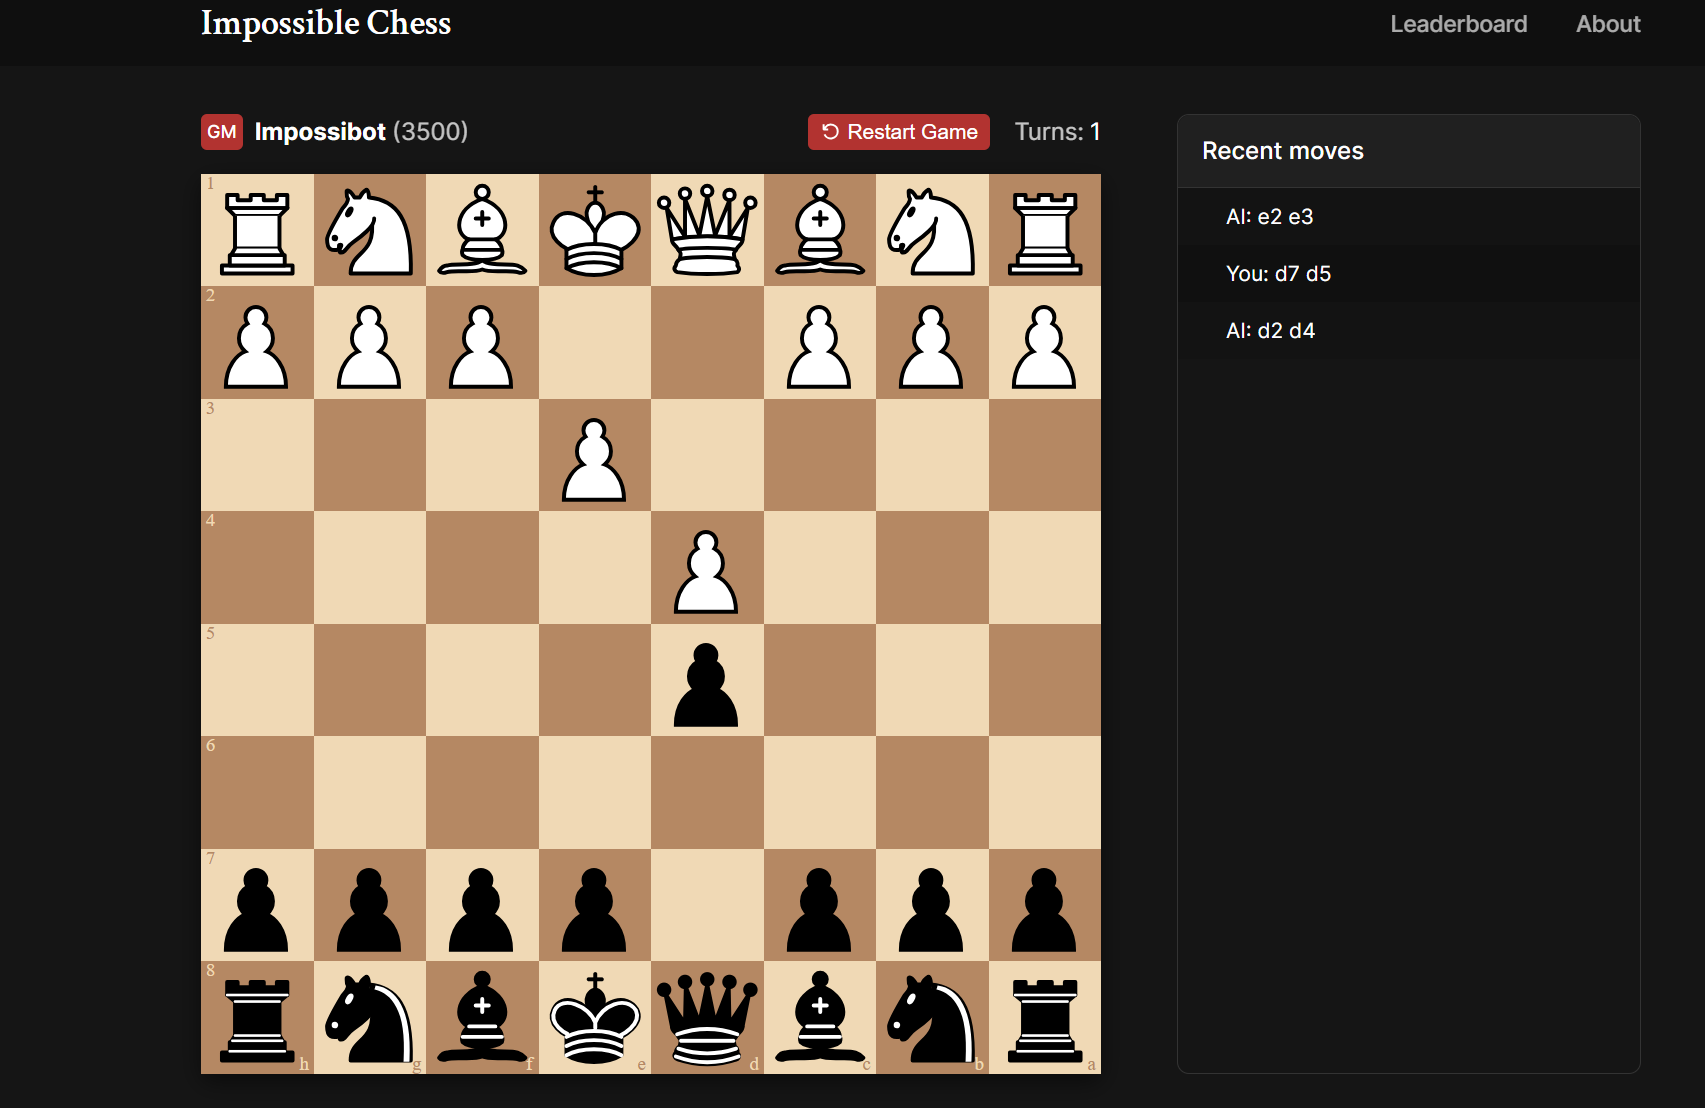 Impossible Chess
Leaderboard
About
GM Impossibot (3500)
Restart Game
Turns: 1
Recent moves
AI: e2 e3
You: d7 d5
AI: d2 d4
1
2
3
4
5
6
7
8
h g f e d c b a